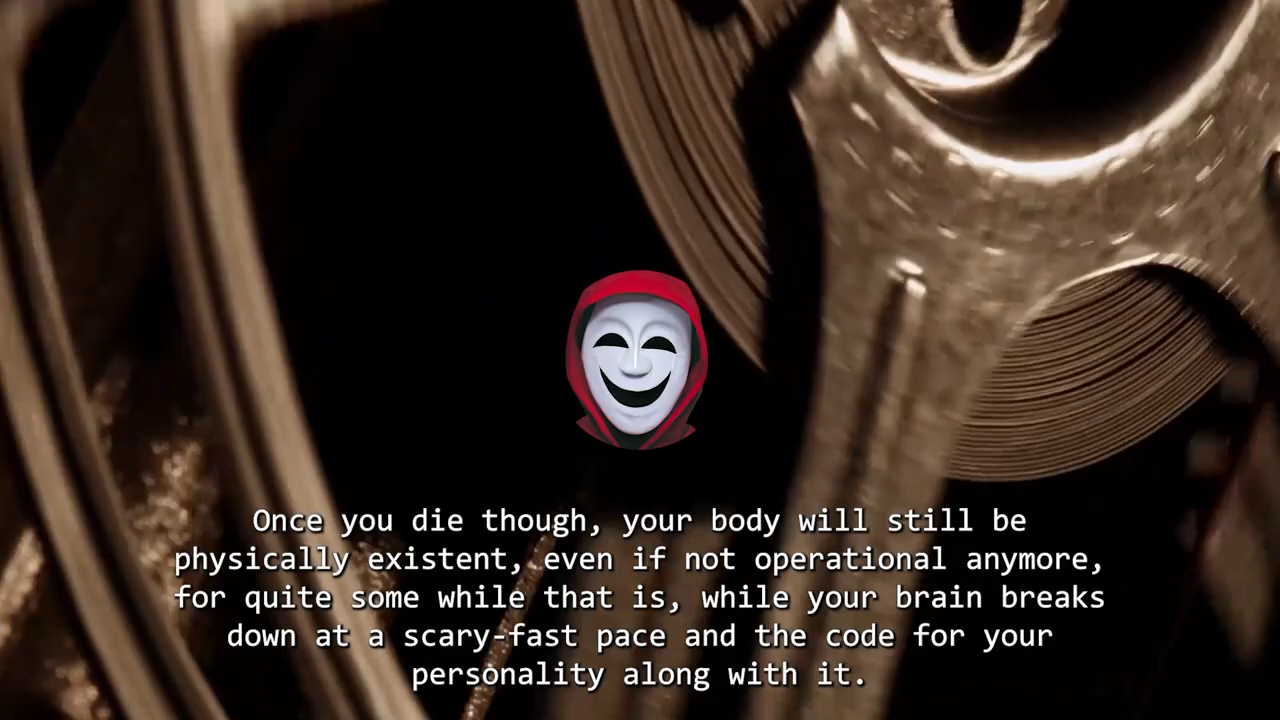 Once you die though, your body will still be
physically existent, even if not operational anymore,
for quite some while that is, while your brain breaks
down at a scary-fast pace and the code for your
personality along with it.